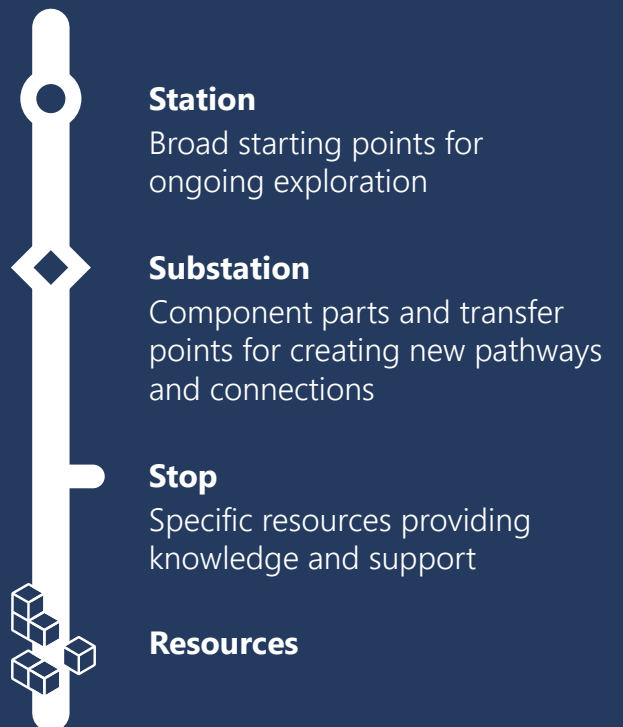 Station
Broad starting points for
ongoing exploration
Substation
Component parts and transfer
points for creating new pathways
and connections
Stop
Specific resources providing
knowledge and support
Resources